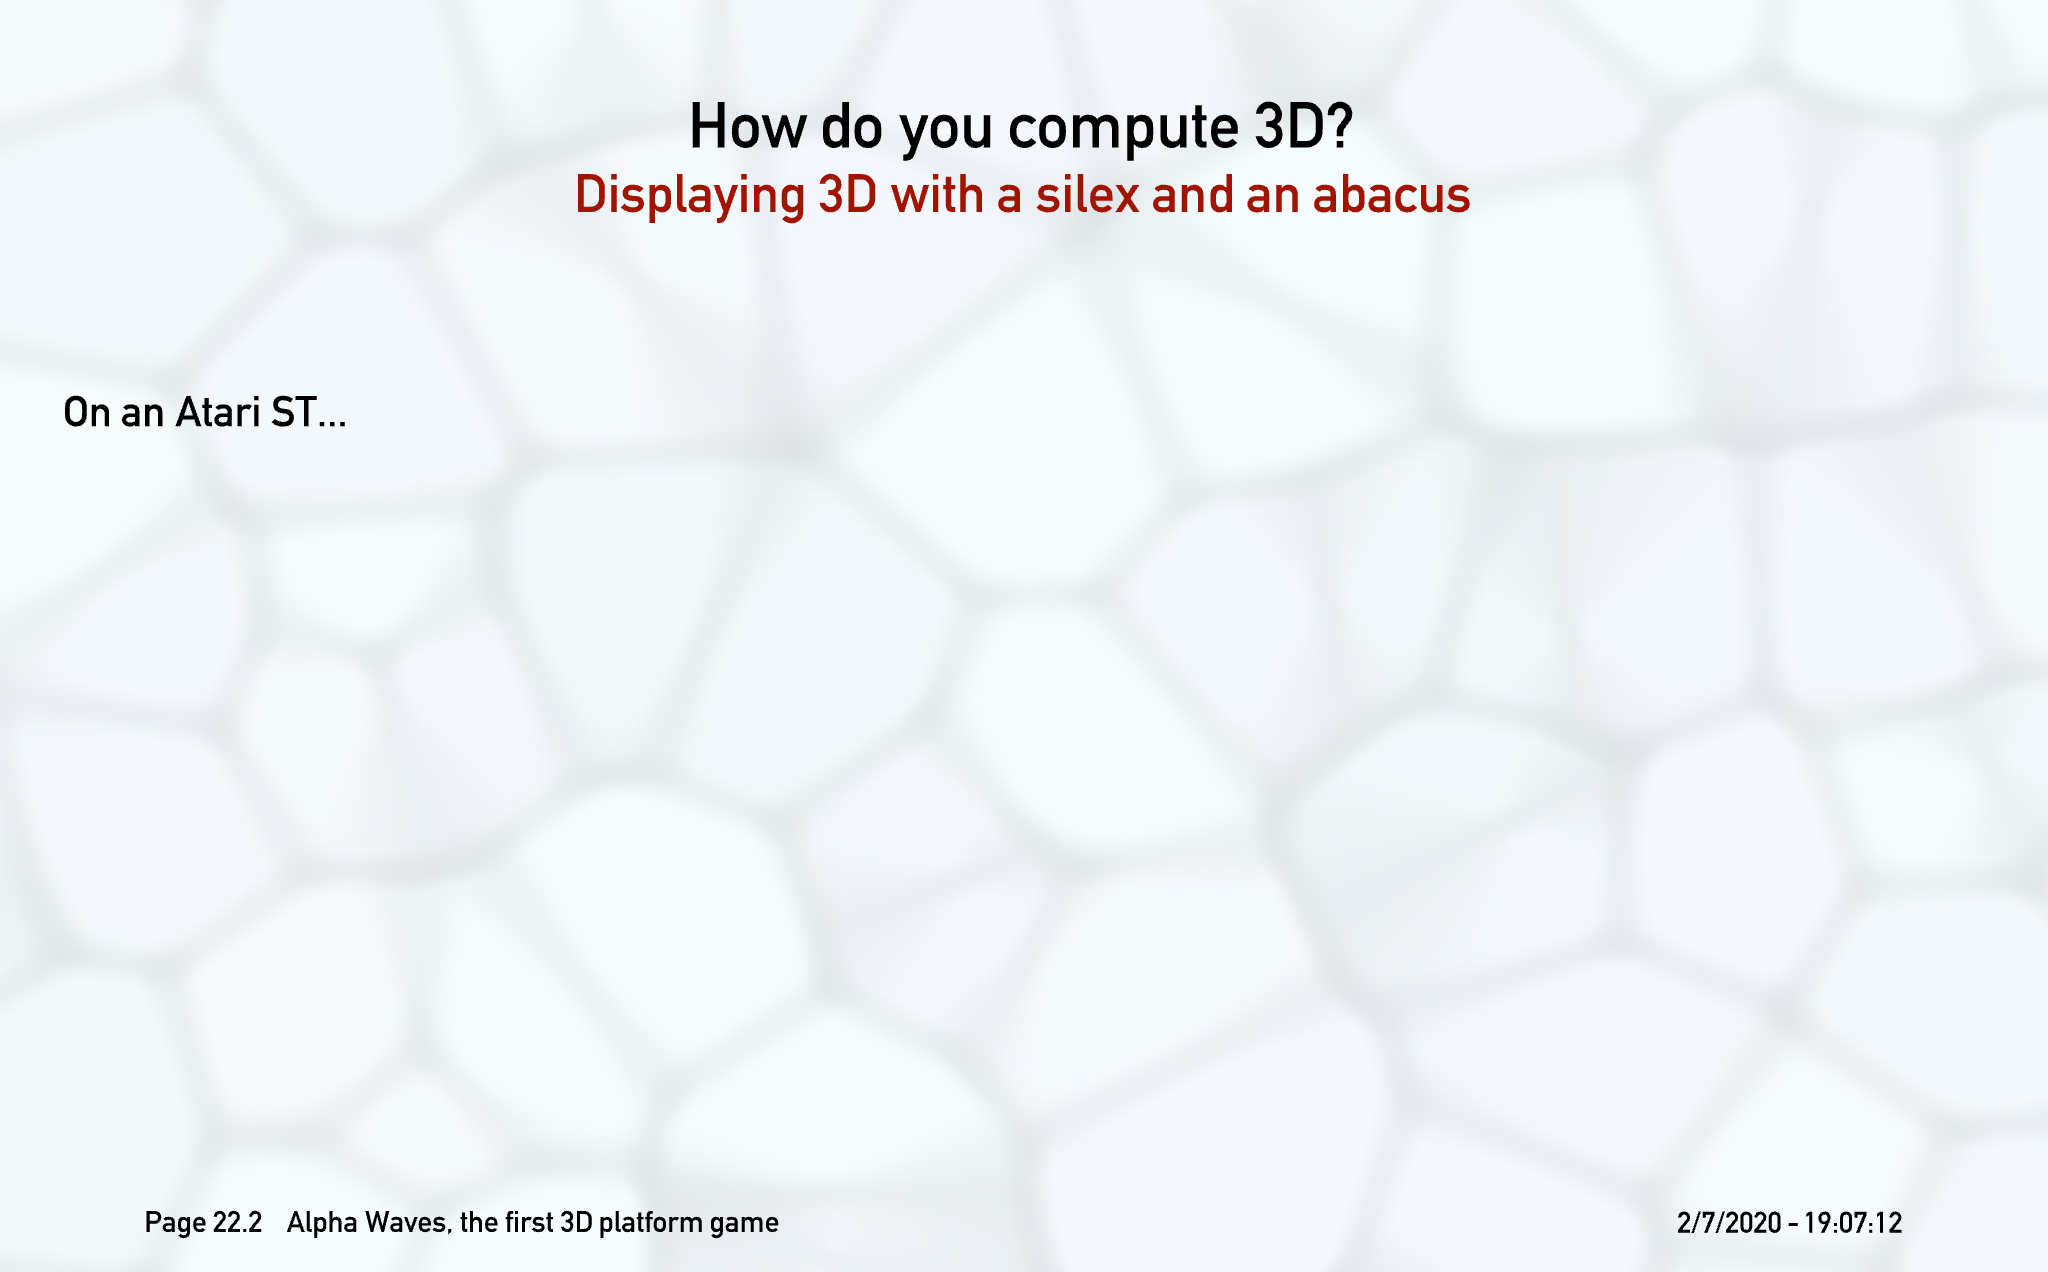 How do you compute 3D?
Displaying 3D with a silex and an abacus
On an Atari ST...
Page 22.2 Alpha Waves, the first 3D platform game
2/7/2020 - 19:07:12